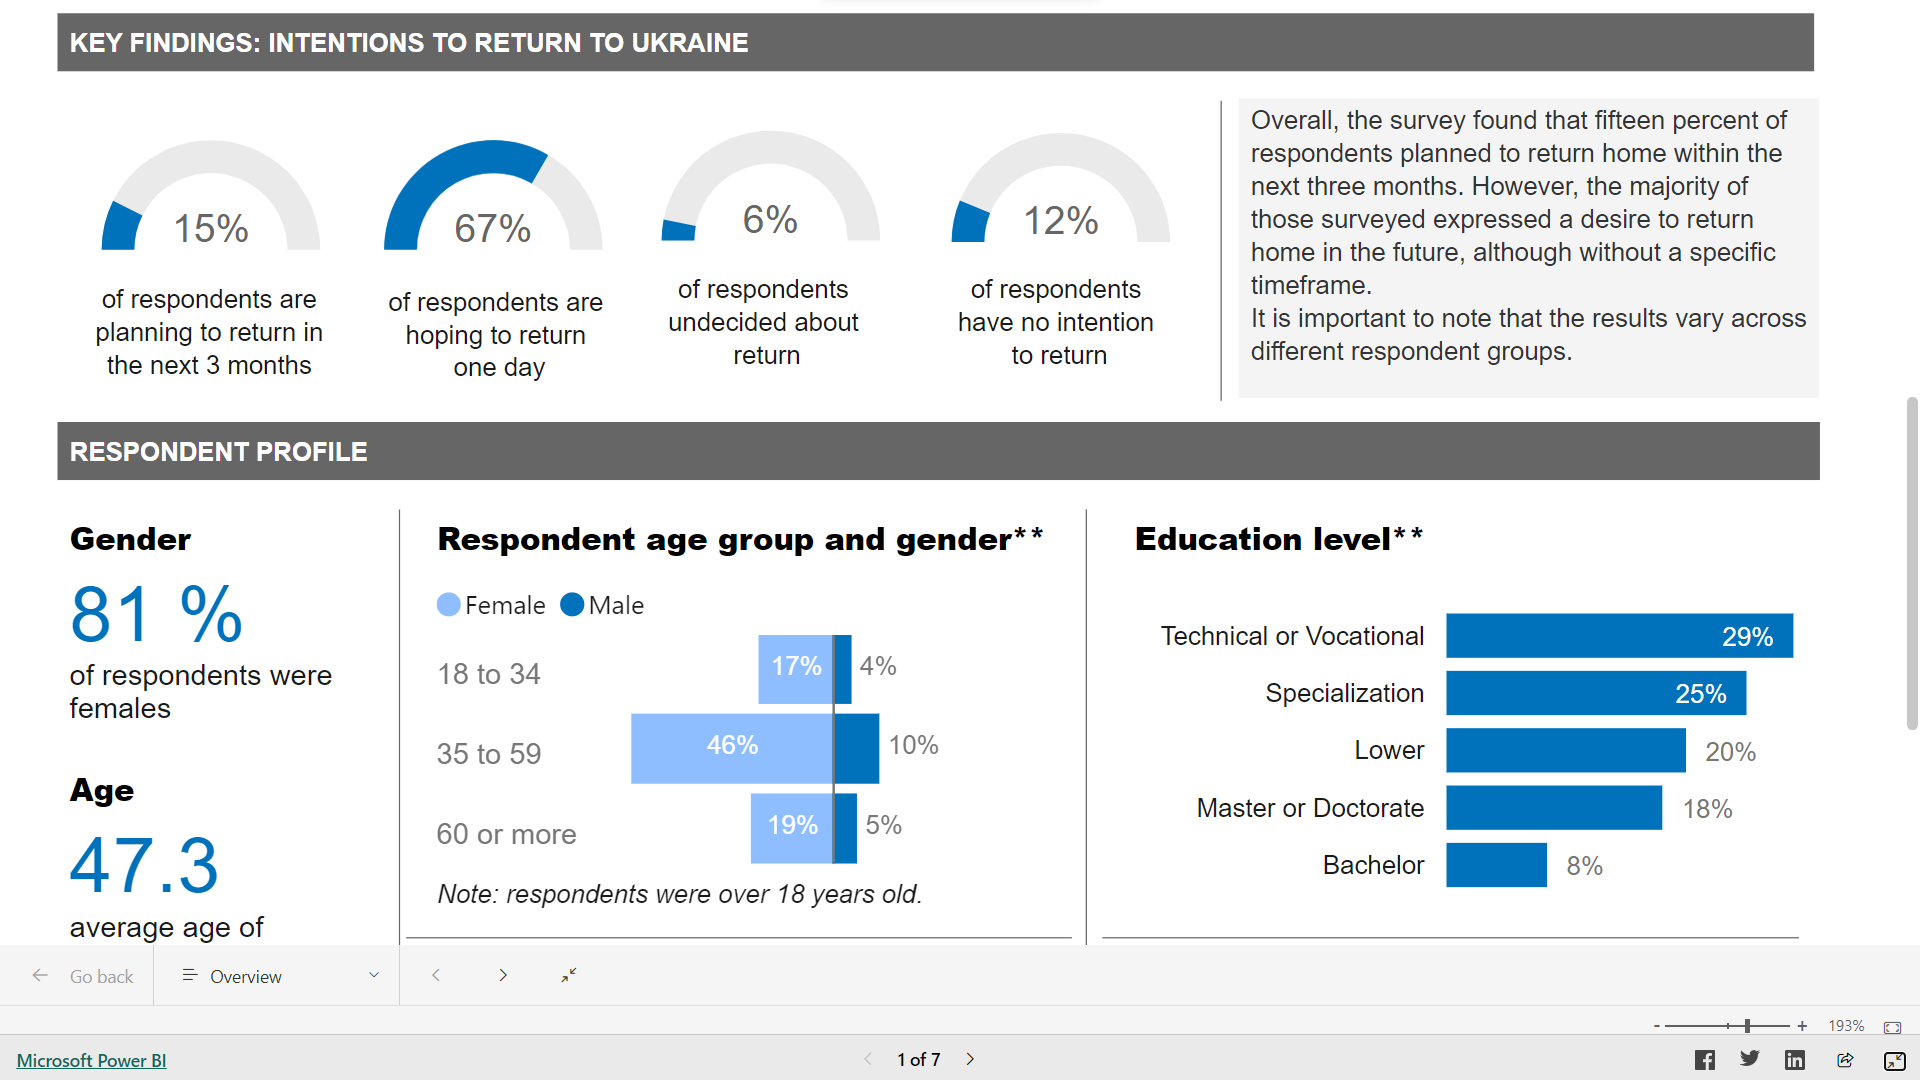 KEY FINDINGS: INTENTIONS TO RETURN TO UKRAINE
15%
of respondents are
planning to return in
the next 3 months
67%
of respondents are
hoping to return
one day
6%
of respondents
undecided about
return
12%
of respondents
have no intention
to return
Overall, the survey found that fifteen percent of
respondents planned to return home within the
next three months. However, the majority of
those surveyed expressed a desire to return
home in the future, although without a specific
timeframe.
It is important to note that the results vary across
different respondent groups.
RESPONDENT PROFILE
Gender
81 %
of respondents were
females
Age
47.3
average age of
Respondent age group and gender**
Female Male
18 to 34 17% 4%
35 to 59 46% 10%
60 or more 19% 5%
Note: respondents were over 18 years old.
Education level**
Technical or Vocational 29%
Specialization 25%
Lower 20%
Master or Doctorate 18%
Bachelor 8%
Go back Overview
- + 193%
Microsoft Power BI 1 of 7